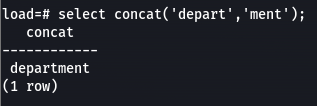 load=# select concat('depart','ment');
   concat
------------
 department
(1 row)